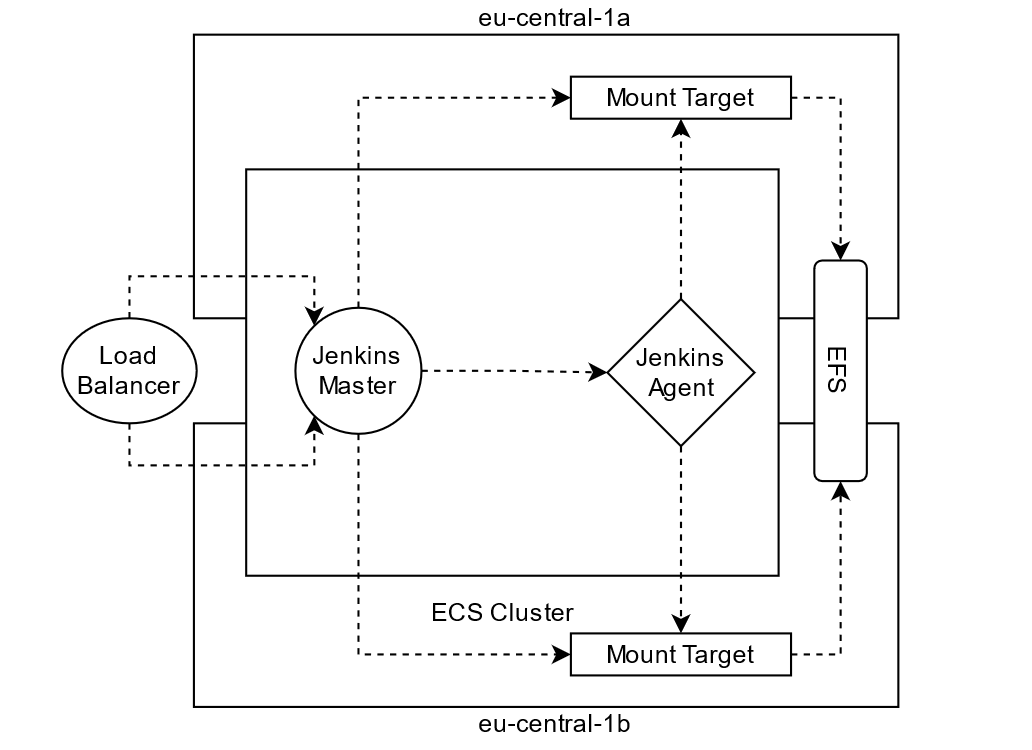 eu-central-1a
Mount Target
Load
Balancer
Jenkins
Master
Jenkins
Agent
EFS
ECS Cluster
Mount Target
eu-central-1b